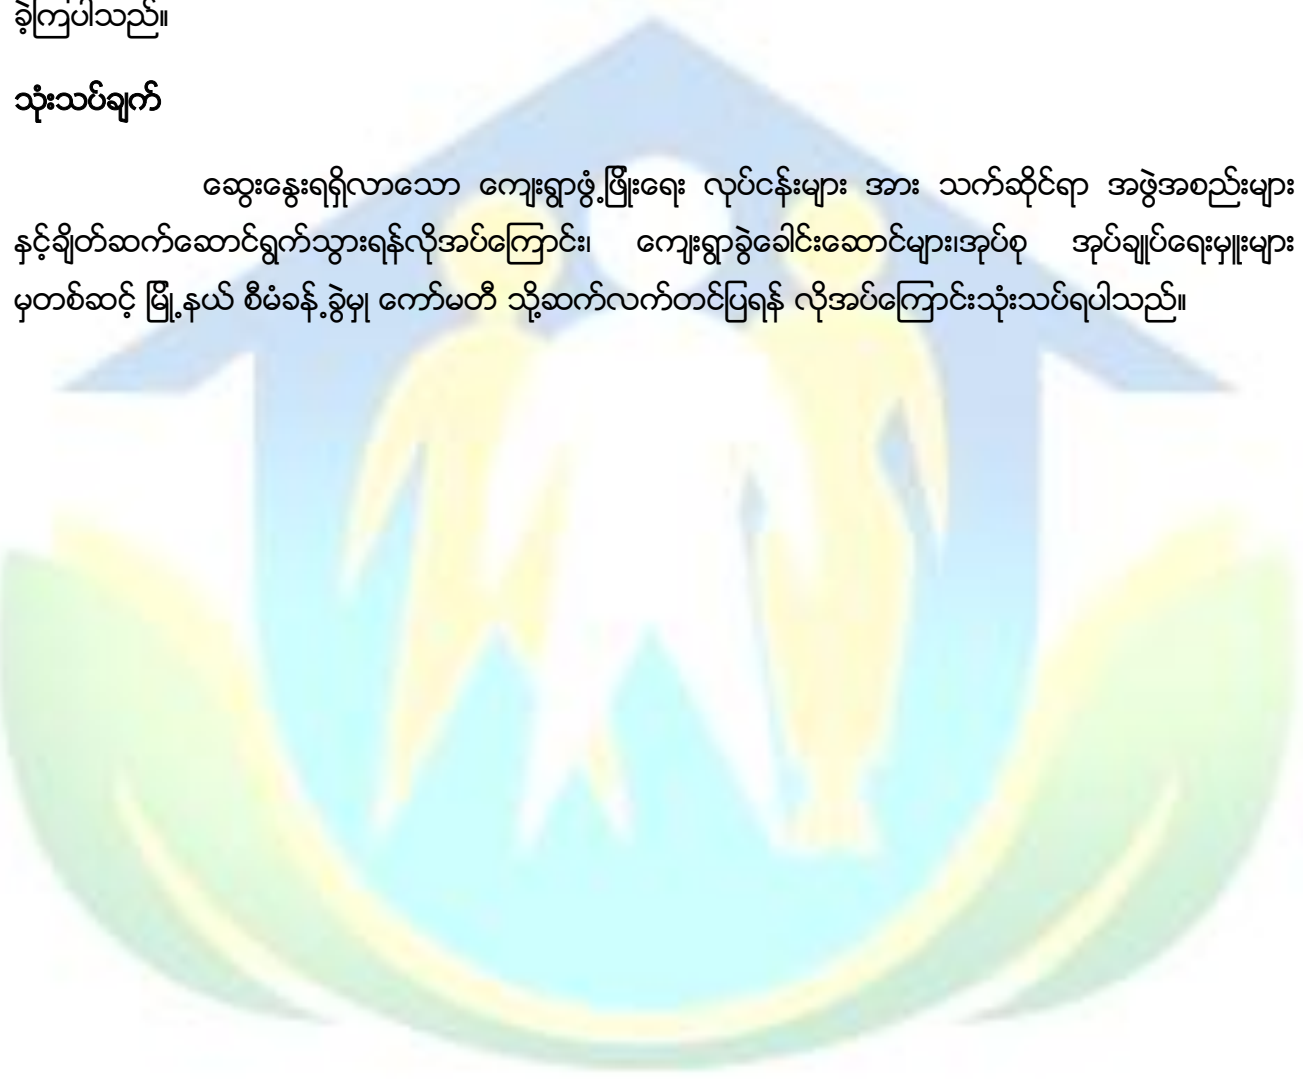 ခဲ့ကြပါသည်။
သုံးသပ်ချက်
ဆွေးနွေးရရှိလာသော ကျေးရွာဖွံ့ဖြိုးရေး လုပ်ငန်းများ အား သက်ဆိုင်ရာ အဖွဲအစည်းများ
နှင့်ချိတ်ဆက်ဆောင်ရွက်သွားရန်လိုအပ်ကြောင်း၊ ကျေးရွာခွဲခေါင်းဆောင်များ၊အုပ်စု အုပ်ချုပ်ရေးမှူးများ
မှတစ်ဆင့် မြို့နယ် စီမံခန့်ခွဲမှု ကော်မတီ သို့ဆက်လက်တင်ပြရန် လိုအပ်ကြောင်းသုံးသပ်ရပါသည်။